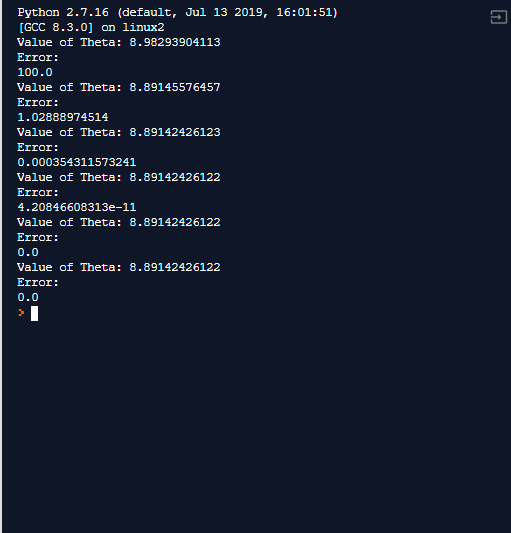 Python 2.7.16 (default, Jul 13 2019, 16:01:51)
[GCC 8.3.0] on linux2
Value of Theta: 8.98293904113
Error:
100.0
Value of Theta: 8.89145576457
Error:
1.02888974514
Value of Theta: 8.89142426123
Error:
0.000354311573241
Value of Theta: 8.89142426122
Error:
4.20846608313e-11
Value of Theta: 8.89142426122
Error:
0.0
Value of Theta: 8.89142426122
Error:
0.0
>